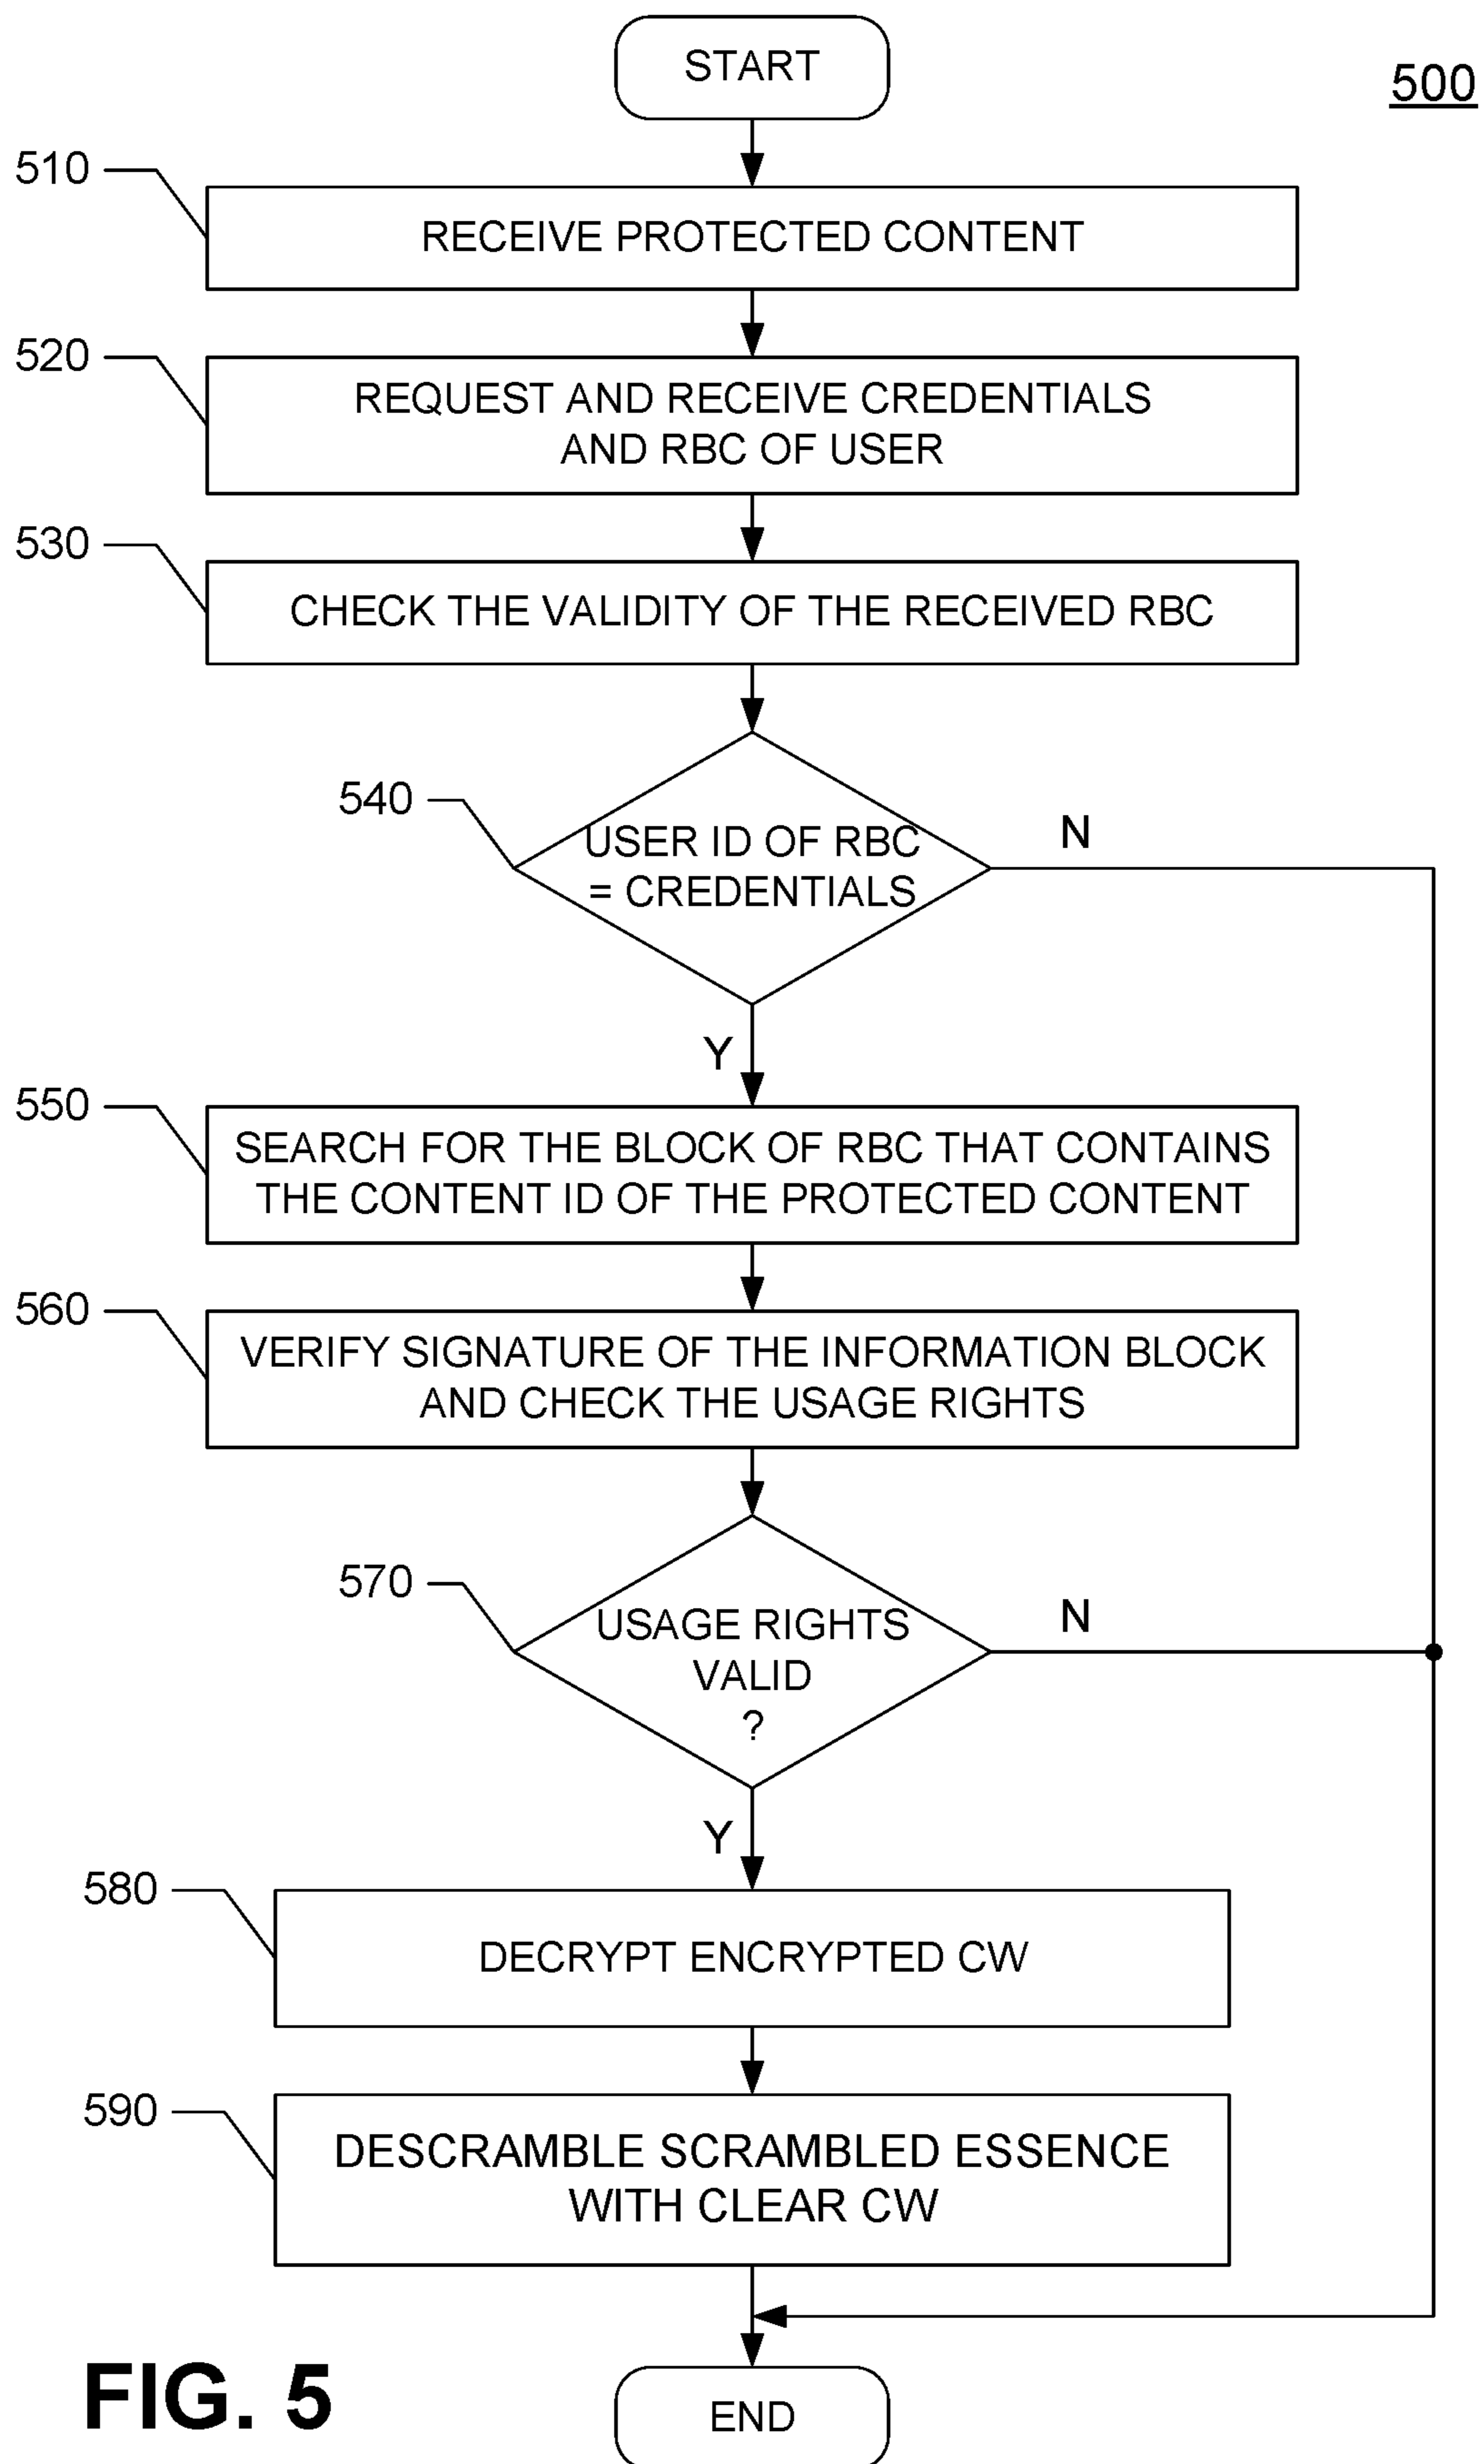 START
500
510
RECEIVE PROTECTED CONTENT
520
REQUEST AND RECEIVE CREDENTIALS
AND RBC OF USER
530
CHECK THE VALIDITY OF THE RECEIVED RBC
540
USER ID OF RBC
= CREDENTIALS
N
Y
550
SEARCH FOR THE BLOCK OF RBC THAT CONTAINS
THE CONTENT ID OF THE PROTECTED CONTENT
560
VERIFY SIGNATURE OF THE INFORMATION BLOCK
AND CHECK THE USAGE RIGHTS
570
USAGE RIGHTS
VALID
?
N
Y
580
DECRYPT ENCRYPTED CW
590
DESCRAMBLE SCRAMBLED ESSENCE
WITH CLEAR CW
FIG. 5
END